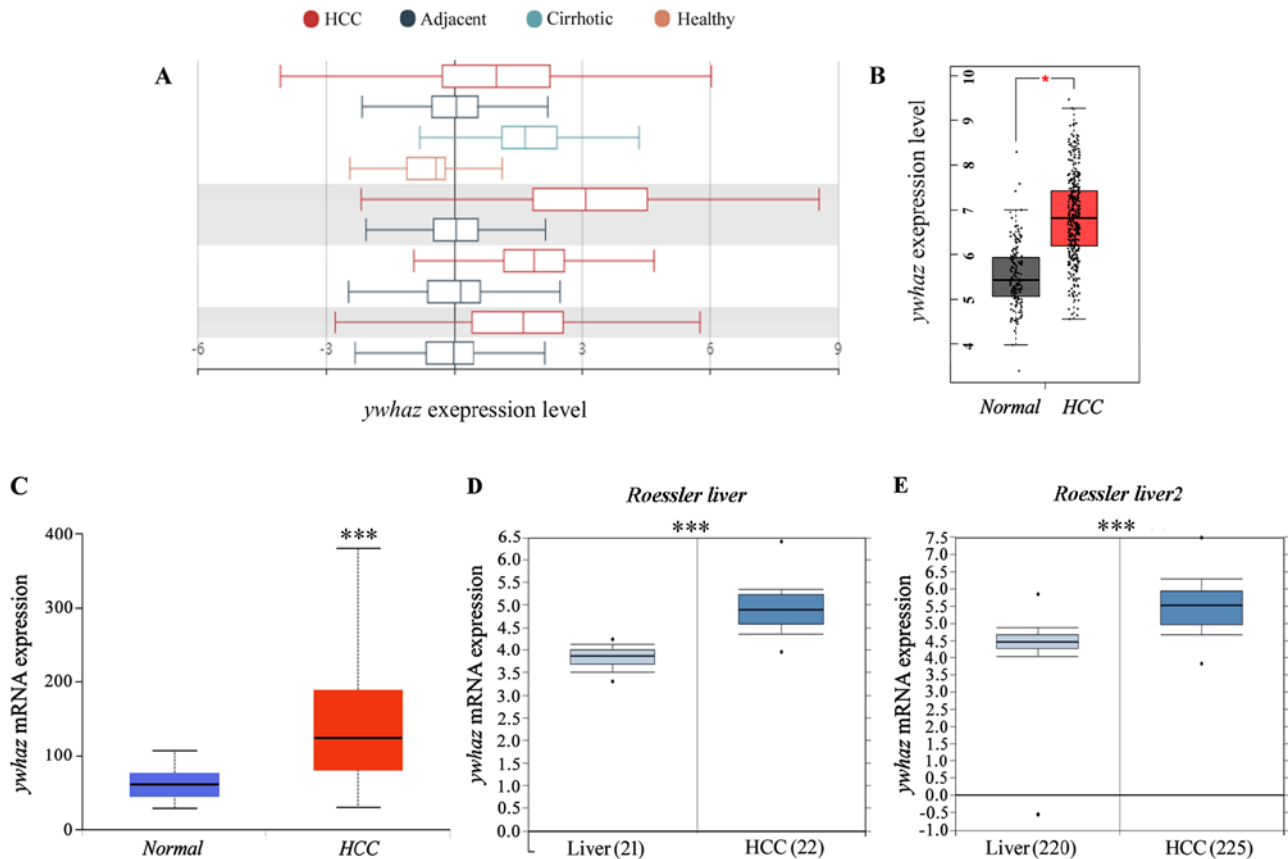 HCC Adjacent Cirrhotic Healthy
A
-6 -3 3 6 9
ywhaz exepression level
B
ywhaz exepression level
10
9
8
7
6
5
4
*
Normal HCC
C
ywhaz mRNA expression
400
300
200
100
0
***
Normal HCC
D
Roessler liver
***
ywhaz mRNA expression
6.5
6.0
5.5
5.0
4.5
4.0
3.5
3.0
2.5
2.0
1.5
1.0
0.5
0.0
Liver (21) HCC (22)
E
Roessler liver2
***
ywhaz mRNA expression
7.5
7.0
6.5
6.0
5.5
5.0
4.5
4.0
3.5
3.0
2.5
2.0
1.5
1.0
0.5
0.0
-0.5
-1.0
Liver (220) HCC (225)